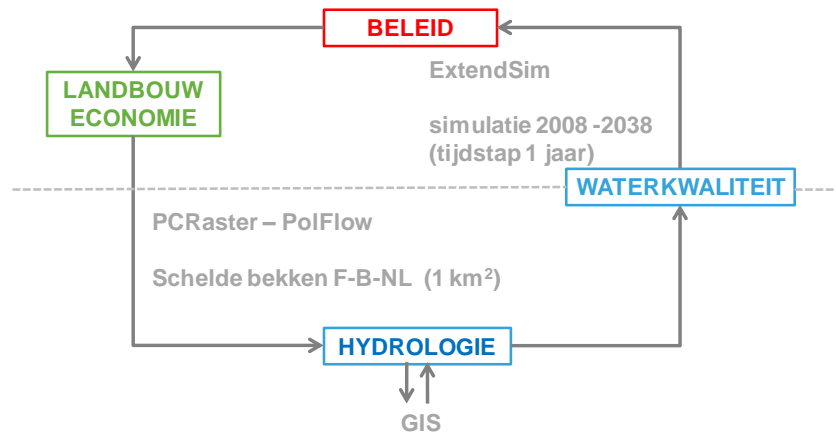 BELEID
ExtendSim
LANDBOUW
ECONOMIE
simulatie 2008 -2038
(tijdstap 1 jaar)
WATERKWALITEIT
PCRaster – PolFlow
Schelde bekken F-B-NL (1 km²)
HYDROLOGIE
GIS